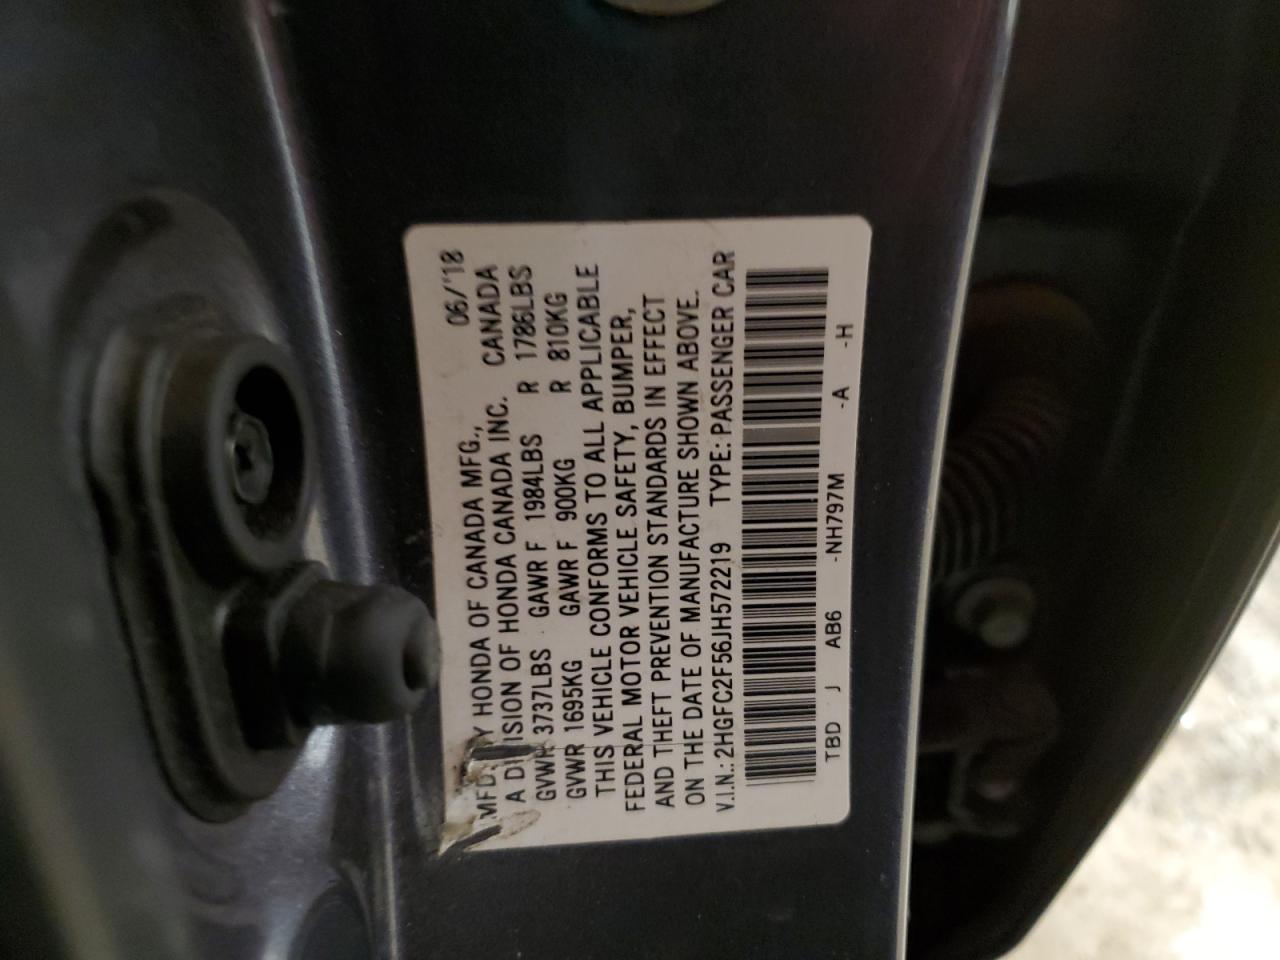 06/'18
MFD. Y HONDA OF CANADA MFG.,
A DIVISION OF HONDA CANADA INC. CANADA
GVWR 3737LBS GAWR F 1984LBS R 1786LBS
GVWR 1695KG GAWR F 900KG R 810KG
THIS VEHICLE CONFORMS TO ALL APPLICABLE
FEDERAL MOTOR VEHICLE SAFETY, BUMPER,
AND THEFT PREVENTION STANDARDS IN EFFECT
ON THE DATE OF MANUFACTURE SHOWN ABOVE.
V.I.N.: 2HGFC2F56JH572219 TYPE: PASSENGER CAR
TBD J AB6 -NH797M -A -H